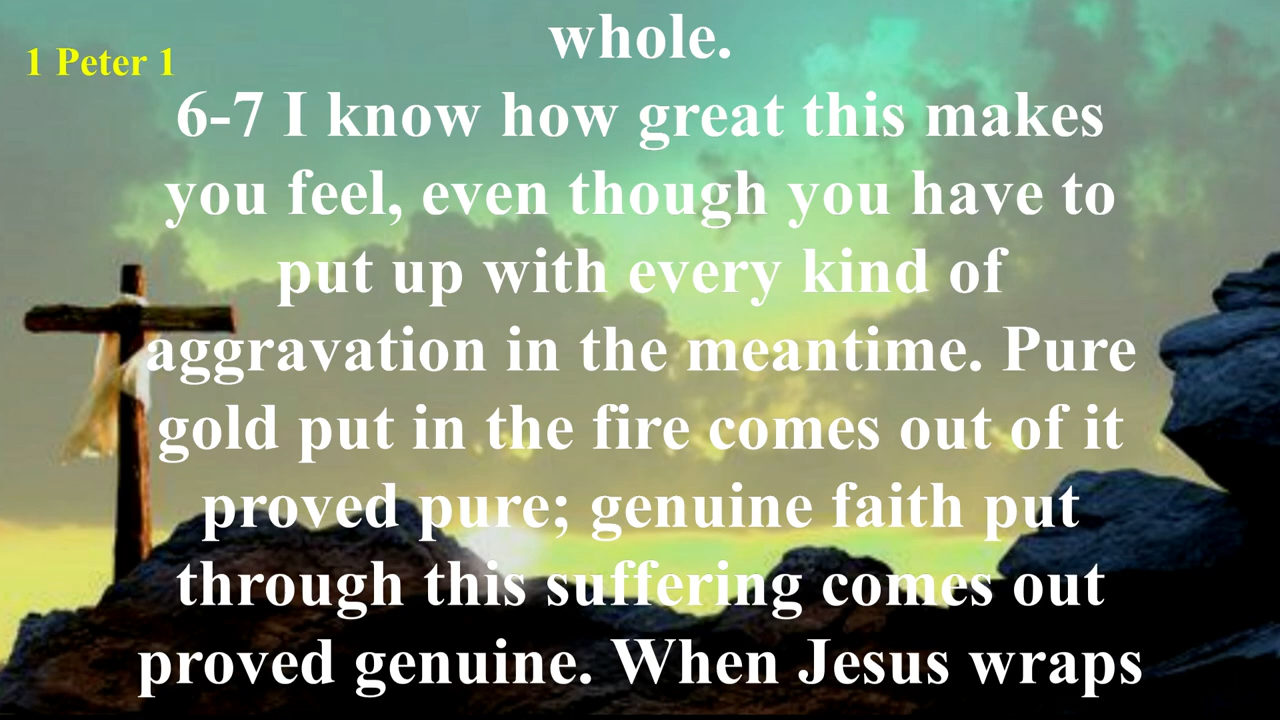 whole.
1 Peter 1
6-7 I know how great this makes
you feel, even though you have to
put up with every kind of
aggravation in the meantime. Pure
gold put in the fire comes out of it
proved pure; genuine faith put
through this suffering comes out
proved genuine. When Jesus wraps